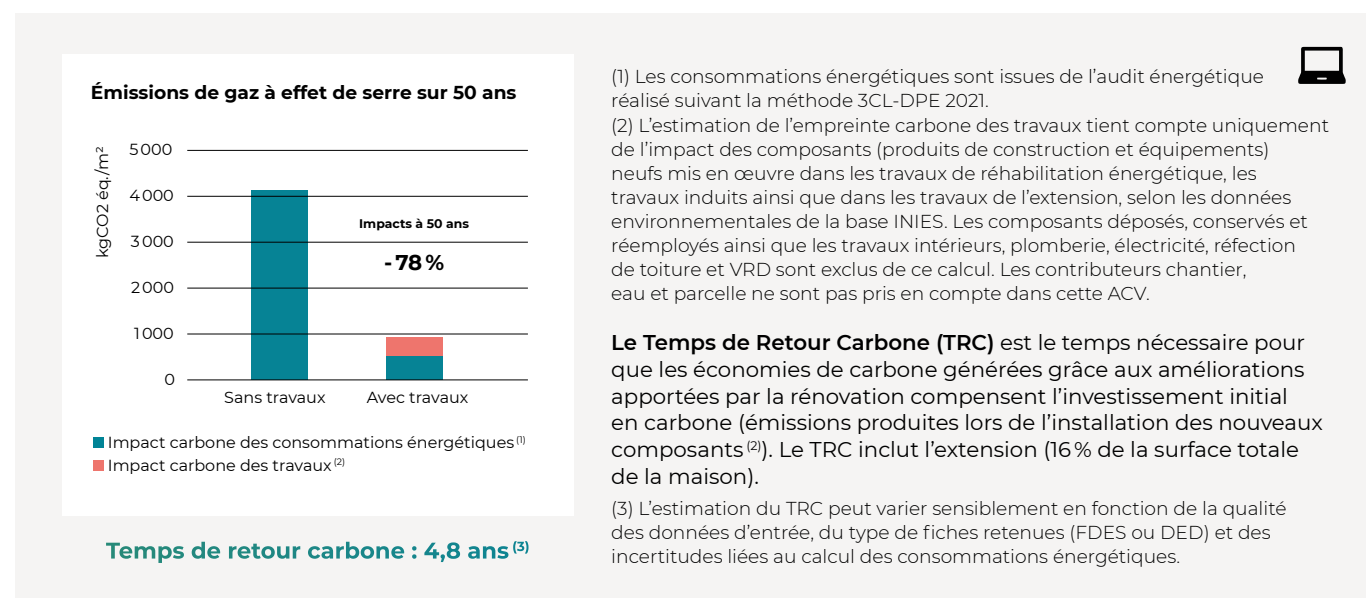 Émissions de gaz à effet de serre sur 50 ans
kgCO2 éq./m²
5000
4000
3000
2000
1000
0
Impacts à 50 ans
- 78 %
Sans travaux
Avec travaux
Impact carbone des consommations énergétiques (1)
Impact carbone des travaux (2)
Temps de retour carbone : 4,8 ans (3)
(1) Les consommations énergétiques sont issues de l’audit énergétique
réalisé suivant la méthode 3CL-DPE 2021.
(2) L’estimation de l’empreinte carbone des travaux tient compte uniquement
de l’impact des composants (produits de construction et équipements)
neufs mis en œuvre dans les travaux de réhabilitation énergétique, les
travaux induits ainsi que dans les travaux de l’extension, selon les données
environnementales de la base INIES. Les composants déposés, conservés et
réemployés ainsi que les travaux intérieurs, plomberie, électricité, réfection
de toiture et VRD sont exclus de ce calcul. Les contributeurs chantier,
eau et parcelle ne sont pas pris en compte dans cette ACV.
Le Temps de Retour Carbone (TRC) est le temps nécessaire pour
que les économies de carbone générées grâce aux améliorations
apportées par la rénovation compensent l’investissement initial
en carbone (émissions produites lors de l’installation des nouveaux
composants (2)). Le TRC inclut l’extension (16 % de la surface totale
de la maison).
(3) L’estimation du TRC peut varier sensiblement en fonction de la qualité
des données d’entrée, du type de fiches retenues (FDES ou DED) et des
incertitudes liées au calcul des consommations énergétiques.